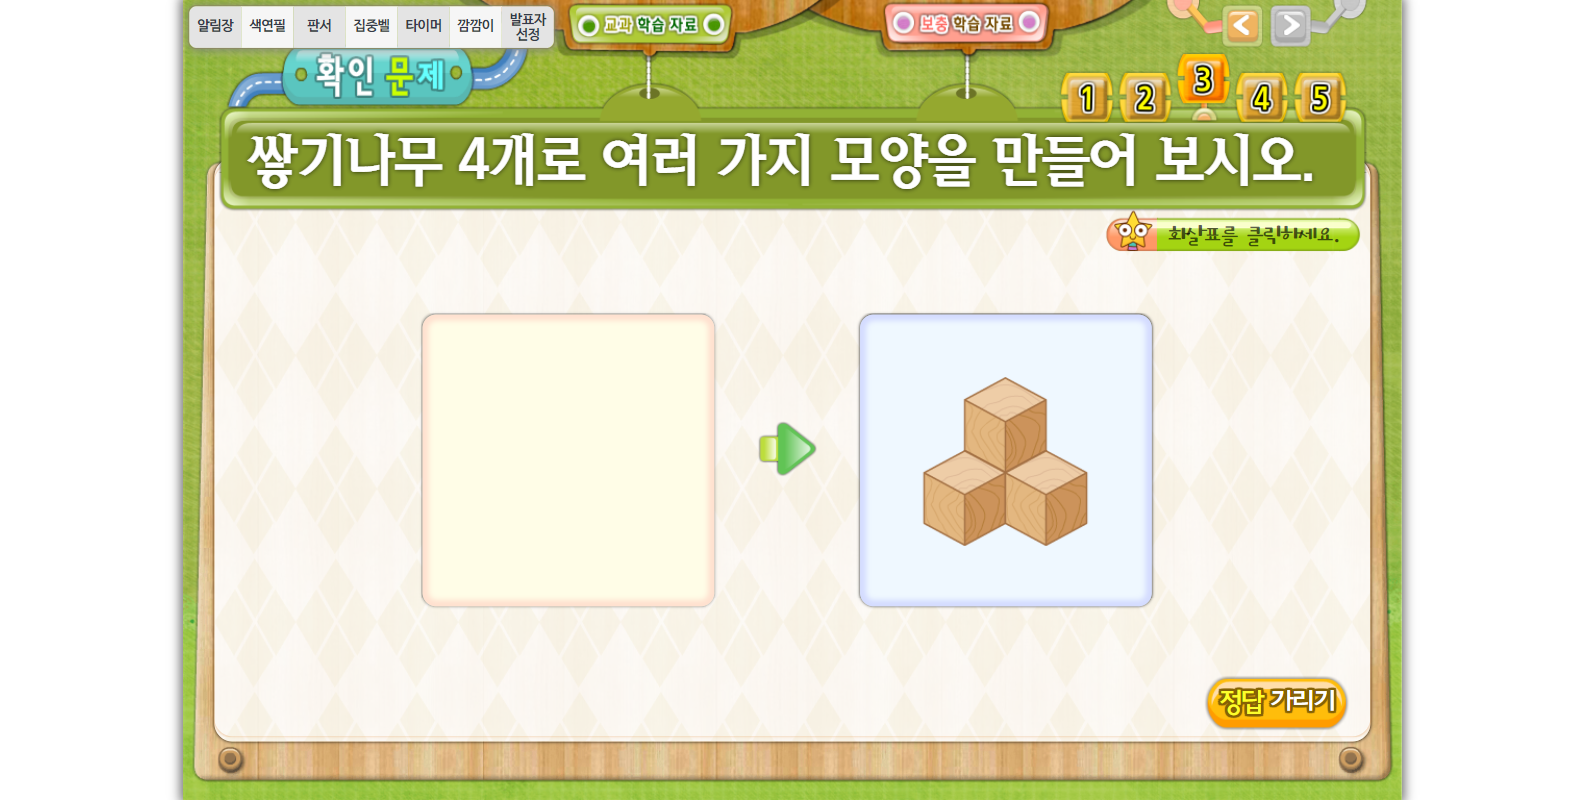 알림장 색연필 판서 집중벨 타이머 깜깜이 발표자
선정
교과 학습 자료
보충 학습 자료
확인 문제
1 2 3 4 5
쌓기나무 4개로 여러 가지 모양을 만들어 보시오.
화살표를 클릭하세요.
정답 가리기